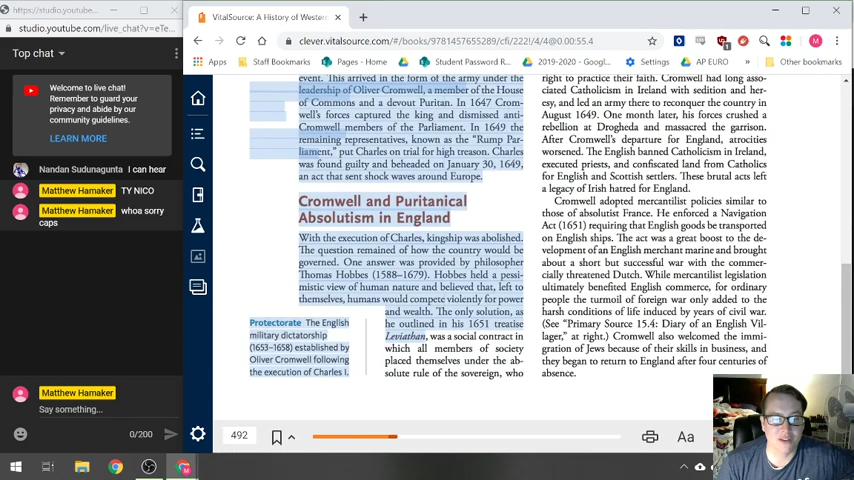 https://studio.youtube.com/live_chat?v=eTe...
studio.youtube.com/live_chat?v=eTe...
Top chat
Welcome to live chat!
Remember to guard your
privacy and abide by our
community guidelines.
LEARN MORE
Nandan Sudunagunta I can hear
Matthew Hamaker TY NICO
Matthew Hamaker whoa sorry
caps
Matthew Hamaker
Say something...
0/200
VitalSource: A History of Western
clever.vitalsource.com/#/books/9781457655289/cfi/222!/4/4@0.00:55.4
Apps
Staff Bookmarks
Pages - Home
Calendar
2019-2020 - Googl...
Settings
AP EURO
»
Other bookmarks
event. This arrived in the form of the army under the
leadership of Oliver Cromwell, a member of the House
of Commons and a devout Puritan. In 1647 Crom-
well's forces captured the king and dismissed anti-
Cromwell members of the Parliament. In 1649 the
remaining representatives, known as the "Rump Par-
liament," put Charles on trial for high treason. Charles
was found guilty and beheaded on January 30, 1649,
an act that sent shock waves around Europe.
Cromwell and Puritanical
Absolutism in England
With the execution of Charles, kingship was abolished.
The question remained of how the country would be
governed. One answer was provided by philosopher
Thomas Hobbes (1588–1679). Hobbes held a pessi-
mistic view of human nature and believed that, left to
themselves, humans would compete violently for power
and wealth. The only solution, as
he outlined in his 1651 treatise
Leviathan, was a social contract in
which all members of society
placed themselves under the ab-
solute rule of the sovereign, who
Protectorate The English
military dictatorship
(1653–1658) established by
Oliver Cromwell following
the execution of Charles I.
right to practice their faith. Cromwell had long asso-
ciated Catholicism in Ireland with sedition and her-
esy, and led an army there to reconquer the country in
August 1649. One month later, his forces crushed a
rebellion at Drogheda and massacred the garrison.
After Cromwell's departure for England, atrocities
worsened. The English banned Catholicism in Ireland,
executed priests, and confiscated land from Catholics
for English and Scottish settlers. These brutal acts left
a legacy of Irish hatred for England.
Cromwell adopted mercantilist policies similar to
those of absolutist France. He enforced a Navigation
Act (1651) requiring that English goods be transported
on English ships. The act was a great boost to the de-
velopment of an English merchant marine and brought
about a short but successful war with the commer-
cially threatened Dutch. While mercantilist legislation
ultimately benefited English commerce, for ordinary
people the turmoil of foreign war only added to the
harsh conditions of life induced by years of civil war.
(See "Primary Source 15.4: Diary of an English Vil-
lager," at right.) Cromwell also welcomed the immi-
gration of Jews because of their skills in business, and
they began to return to England after four centuries of
absence.
492
Aa